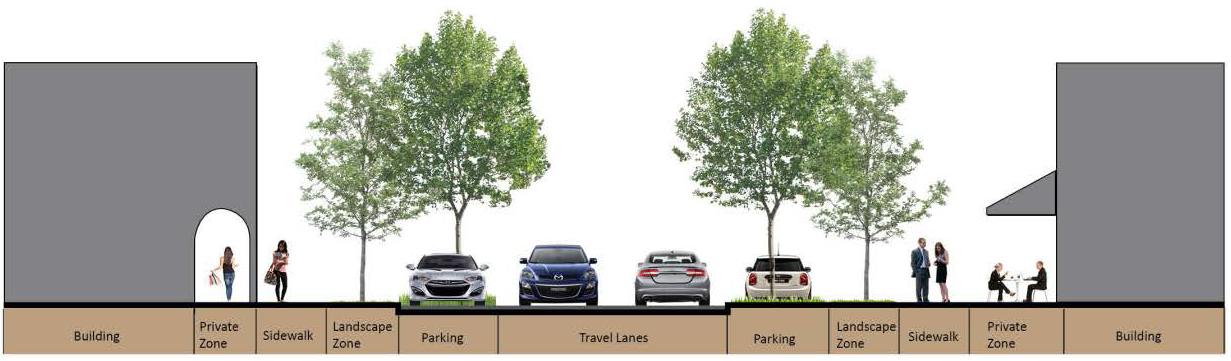 Building
Private
Zone
Sidewalk
Landscape
Zone
Parking
Travel Lanes
Parking
Landscape
Zone
Sidewalk
Private
Zone
Building